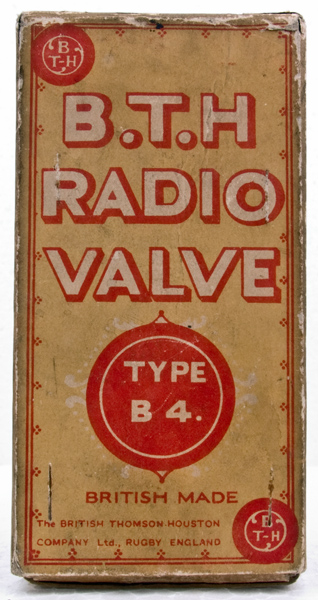 B
T-H
B.T.H
RADIO
VALVE
TYPE
B 4.
BRITISH MADE
The BRITISH THOMSON-HOUSTON
COMPANY Ltd., RUGBY ENGLAND
B
T-H